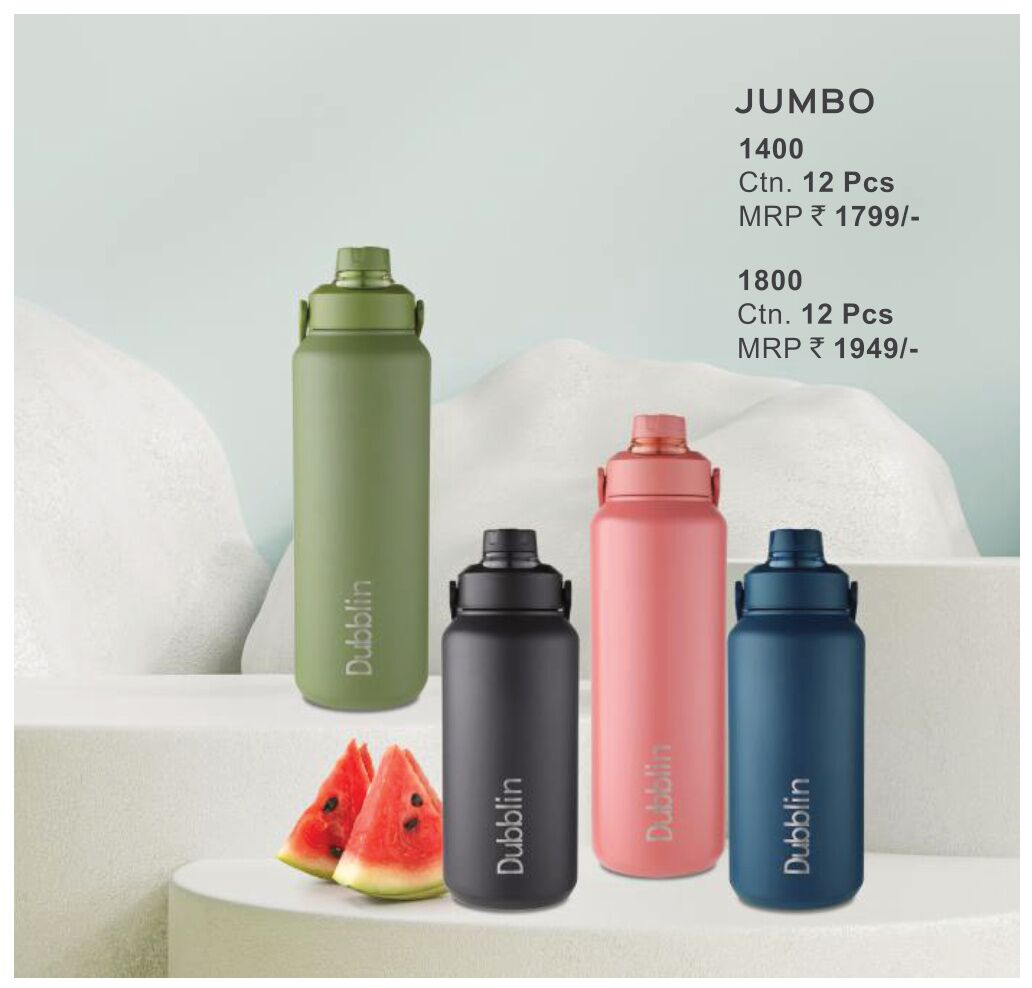 JUMBO
1400
Ctn. 12 Pcs
MRP ₹ 1799/-
1800
Ctn. 12 Pcs
MRP ₹ 1949/-
Dubblin
Dubblin
Dubblin
Dubblin